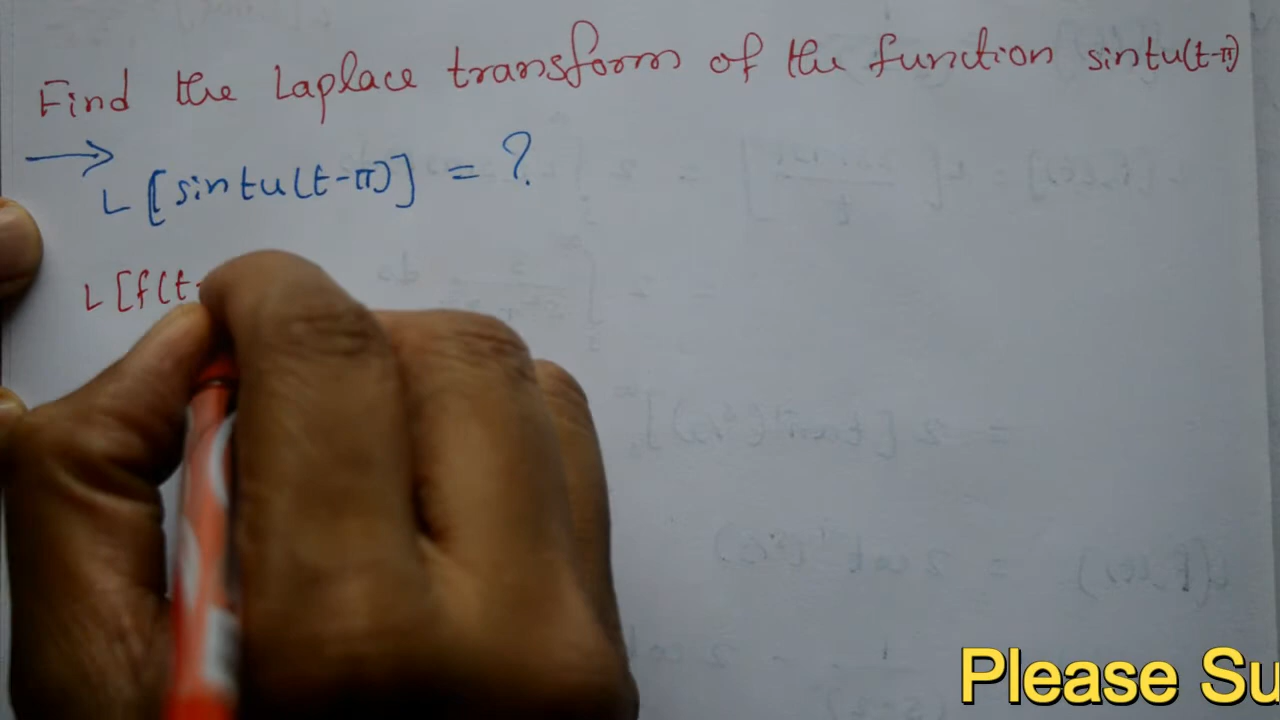 Find the Laplace transform of the function sintu(t-π)
→ L[sintu(t-π)] = ?
L[f(t-
Please Su